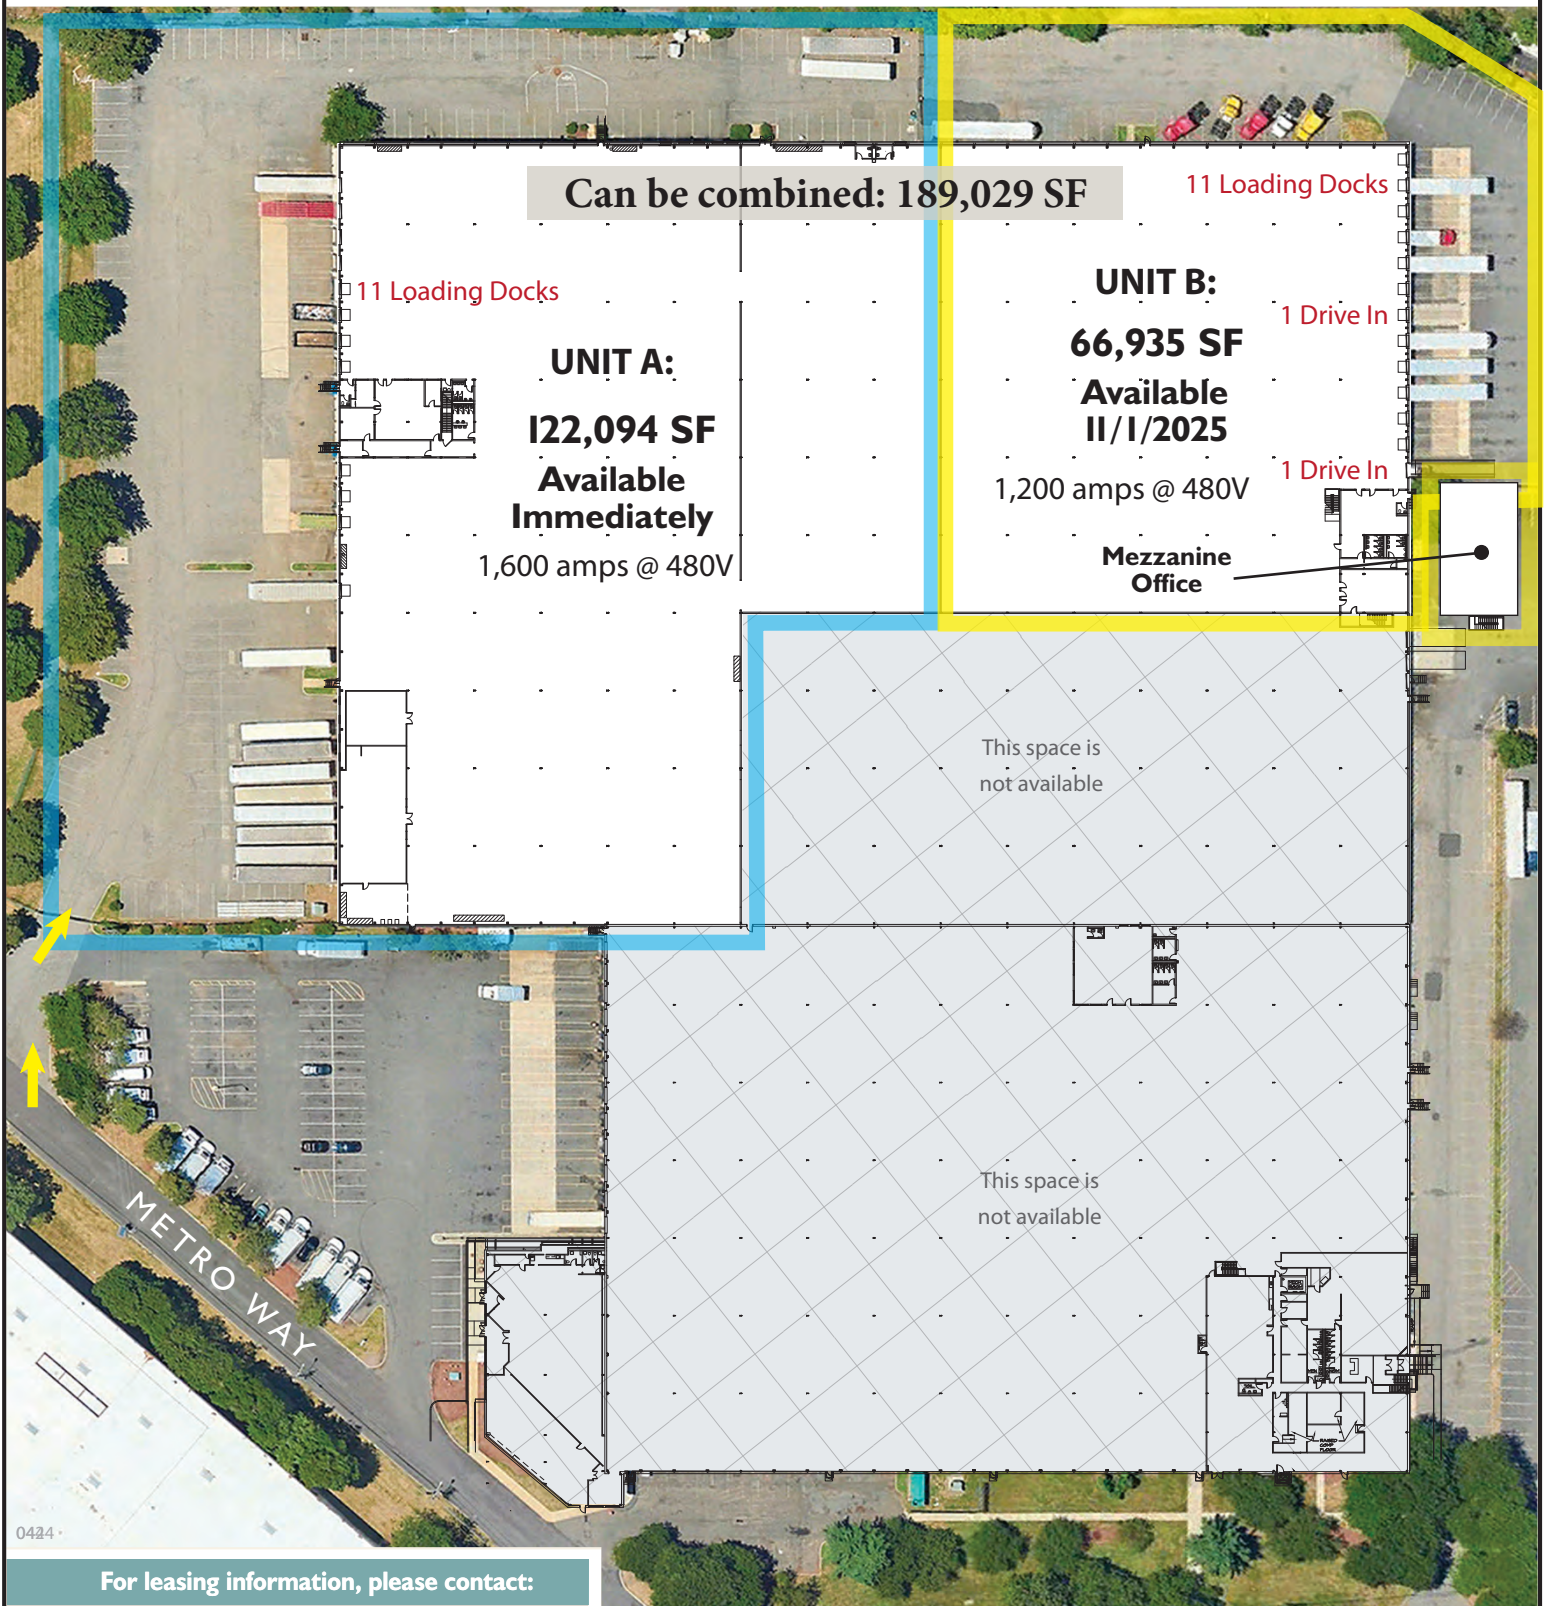 Can be combined: 189,029 SF
11 Loading Docks
11 Loading Docks
UNIT A:
122,094 SF
Available
Immediately
1,600 amps @ 480V
UNIT B:
66,935 SF
Available
11/1/2025
1,200 amps @ 480V
1 Drive In
1 Drive In
Mezzanine
Office
This space is
not available
This space is
not available
METRO WAY
RAISED
COMP
FLOOR
For leasing information, please contact: